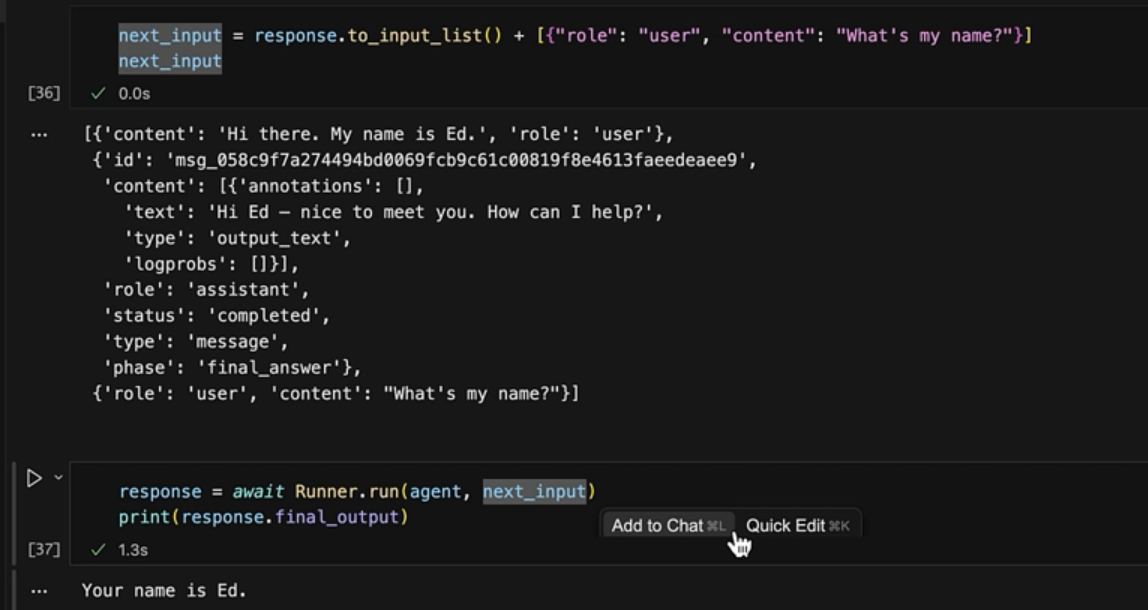 next_input = response.to_input_list() + [{"role": "user", "content": "What's my name?"}]
next_input
[36]
0.0s
... [{'content': 'Hi there. My name is Ed.', 'role': 'user'},
{'id': 'msg_058c9f7a274494bd0069fcb9c61c00819f8e4613faeedeaee9',
'content': [{'annotations': [],
'text': 'Hi Ed — nice to meet you. How can I help?',
'type': 'output_text',
'logprobs': []}],
'role': 'assistant',
'status': 'completed',
'type': 'message',
'phase': 'final_answer'},
{'role': 'user', 'content': "What's my name?"}]
response = await Runner.run(agent, next_input)
print(response.final_output)
Add to Chat ⌘L Quick Edit ⌘K
[37]
1.3s
... Your name is Ed.